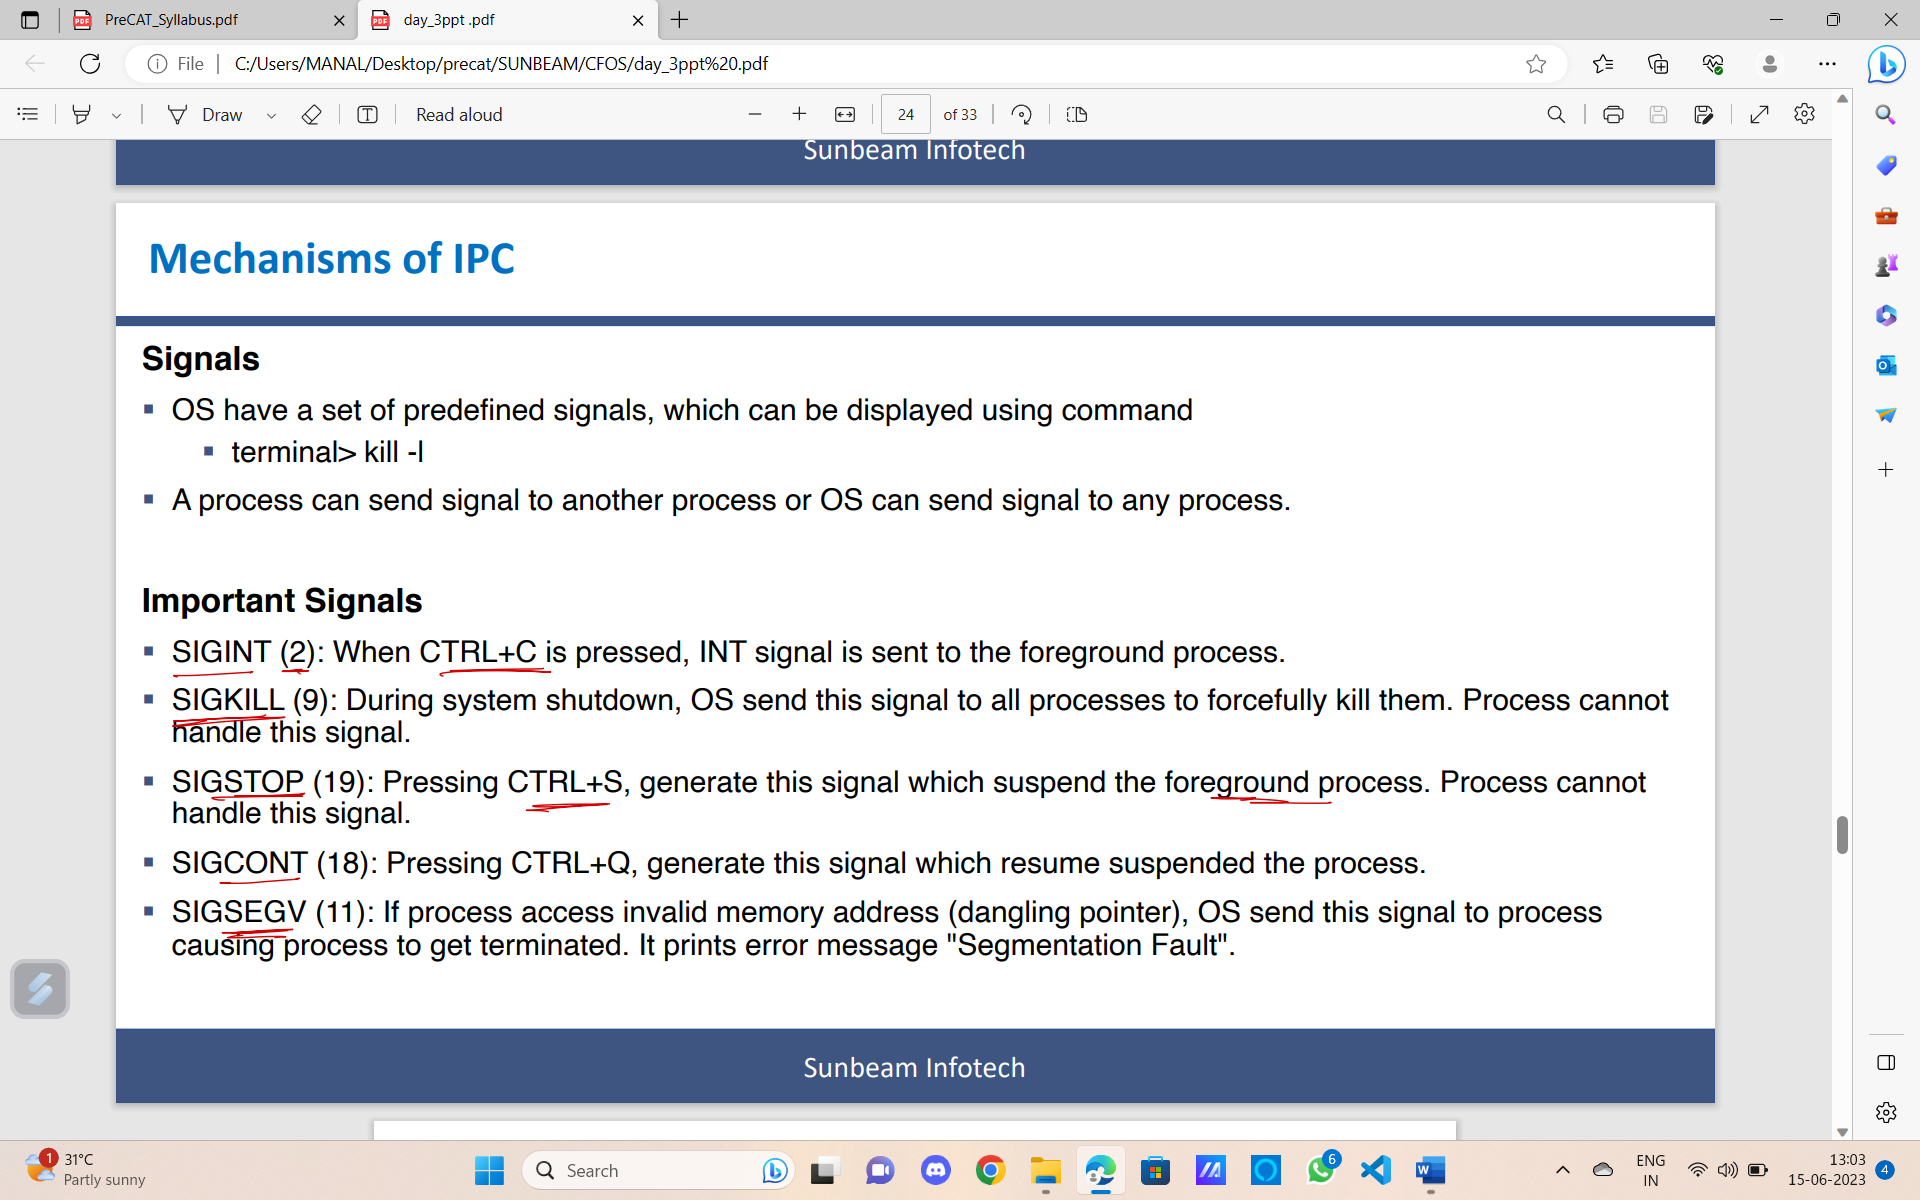 PreCAT_Syllabus.pdf
day_3ppt .pdf
File
C:/Users/MANAL/Desktop/precat/SUNBEAM/CFOS/day_3ppt%20.pdf
Draw
Read aloud
24
of 33
Sunbeam Infotech
Mechanisms of IPC
Signals
▪ OS have a set of predefined signals, which can be displayed using command
▪ terminal> kill -l
▪ A process can send signal to another process or OS can send signal to any process.
Important Signals
▪ SIGINT (2): When CTRL+C is pressed, INT signal is sent to the foreground process.
▪ SIGKILL (9): During system shutdown, OS send this signal to all processes to forcefully kill them. Process cannot
handle this signal.
▪ SIGSTOP (19): Pressing CTRL+S, generate this signal which suspend the foreground process. Process cannot
handle this signal.
▪ SIGCONT (18): Pressing CTRL+Q, generate this signal which resume suspended the process.
▪ SIGSEGV (11): If process access invalid memory address (dangling pointer), OS send this signal to process
causing process to get terminated. It prints error message "Segmentation Fault".
Sunbeam Infotech
1
31°C
Partly sunny
Search
6
ENG
IN
13:03
15-06-2023
4